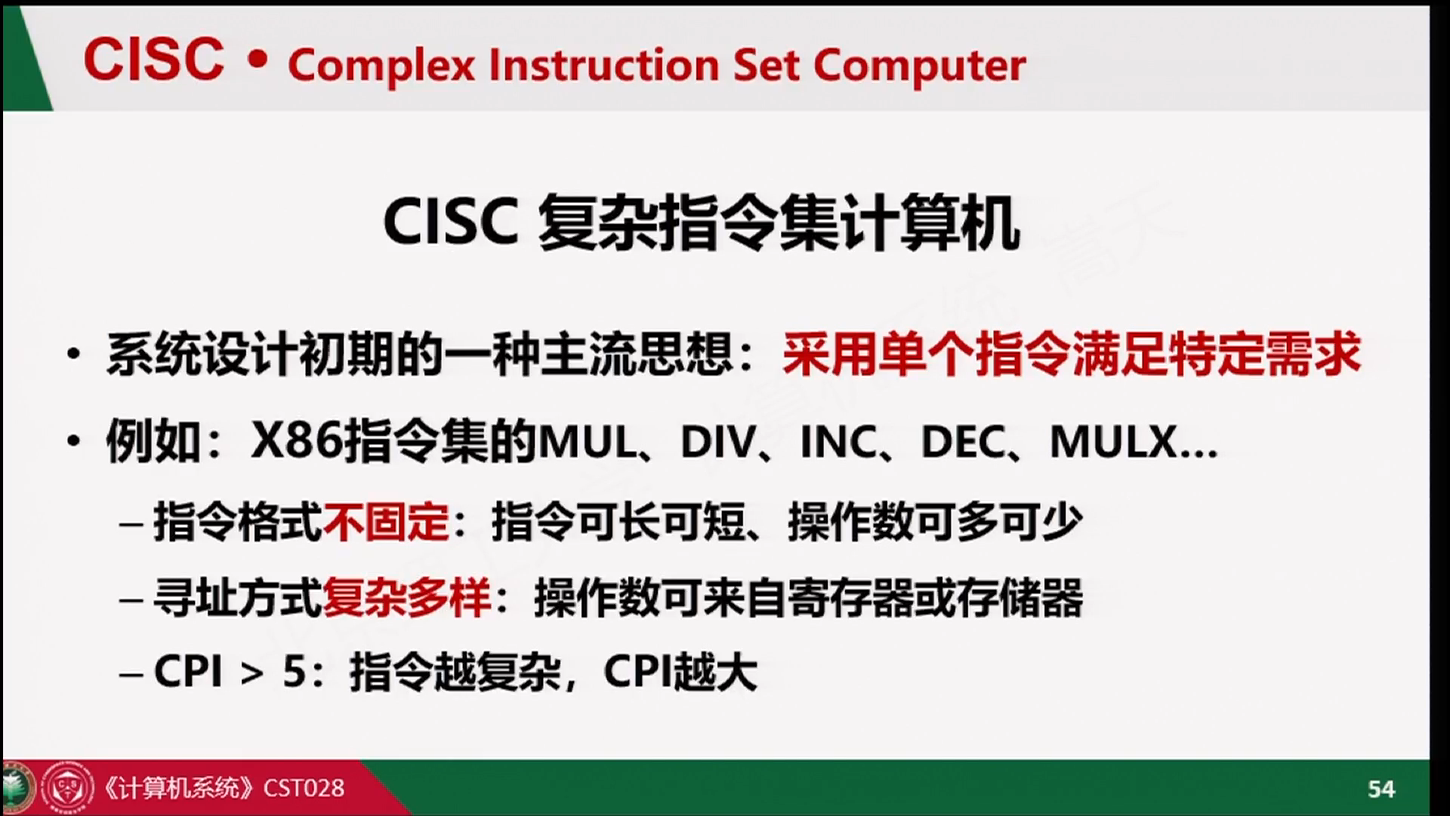 CISC • Complex Instruction Set Computer
CISC 复杂指令集计算机
• 系统设计初期的一种主流思想：采用单个指令满足特定需求
• 例如：X86指令集的MUL、DIV、INC、DEC、MULX...
– 指令格式不固定：指令可长可短、操作数可多可少
– 寻址方式复杂多样：操作数可来自寄存器或存储器
– CPI > 5：指令越复杂，CPI越大
《计算机系统》CST028
54